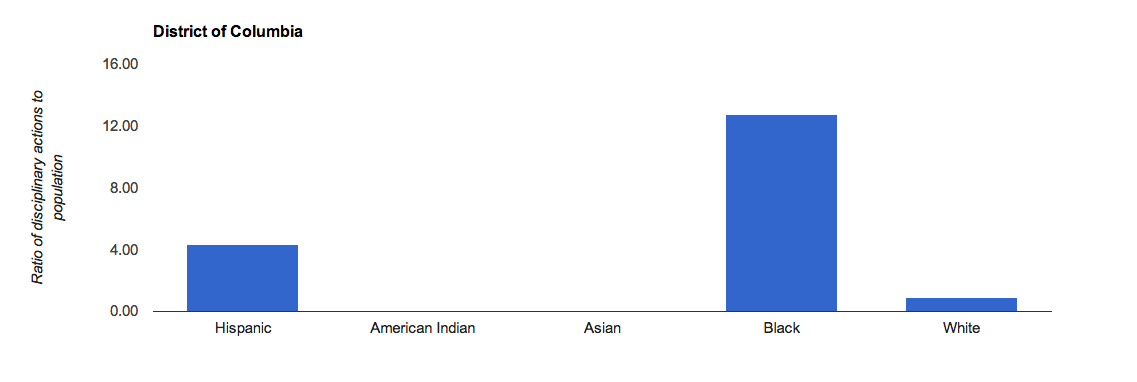 District of Columbia
Ratio of disciplinary actions to
population
16.00
12.00
8.00
4.00
0.00
Hispanic
American Indian
Asian
Black
White